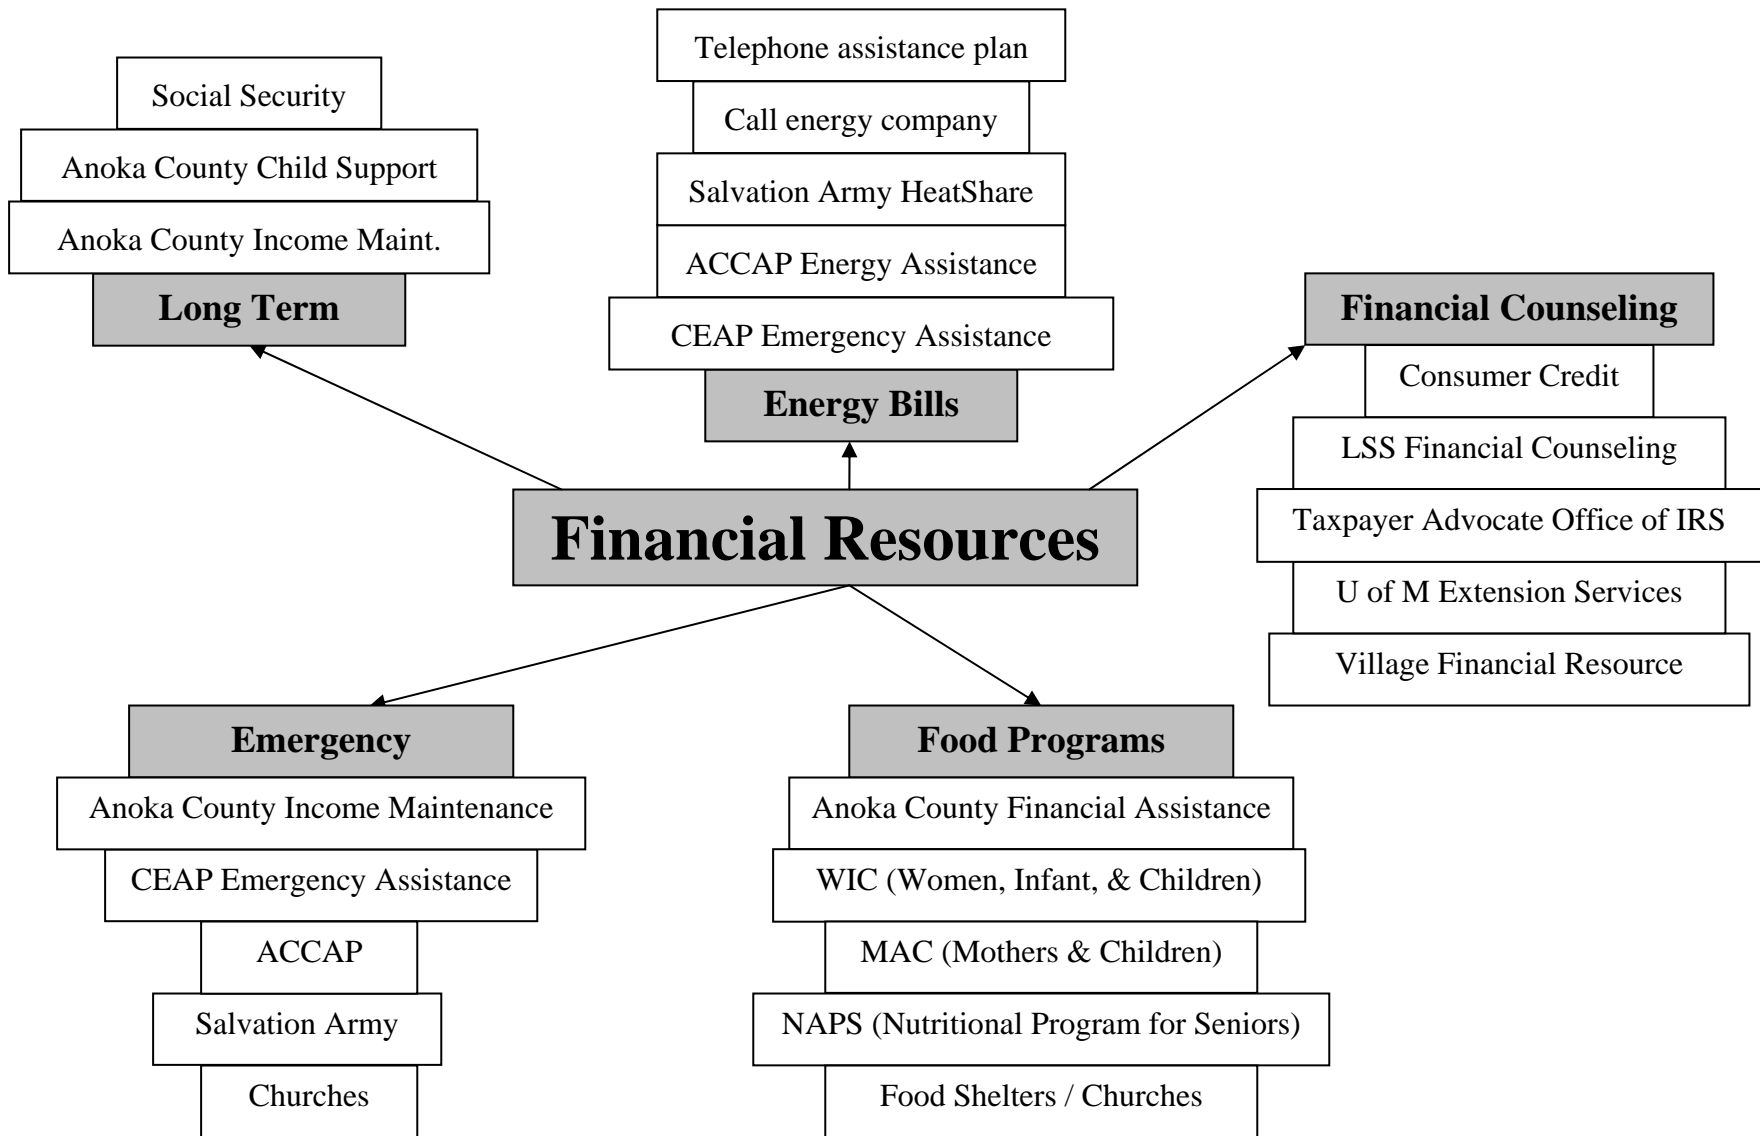 Telephone assistance plan
Call energy company
Salvation Army HeatShare
ACCAP Energy Assistance
CEAP Emergency Assistance
Energy Bills
Social Security
Anoka County Child Support
Anoka County Income Maint.
Long Term
Financial Counseling
Consumer Credit
LSS Financial Counseling
Taxpayer Advocate Office of IRS
U of M Extension Services
Village Financial Resource
Financial Resources
Emergency
Anoka County Income Maintenance
CEAP Emergency Assistance
ACCAP
Salvation Army
Churches
Food Programs
Anoka County Financial Assistance
WIC (Women, Infant, & Children)
MAC (Mothers & Children)
NAPS (Nutritional Program for Seniors)
Food Shelters / Churches